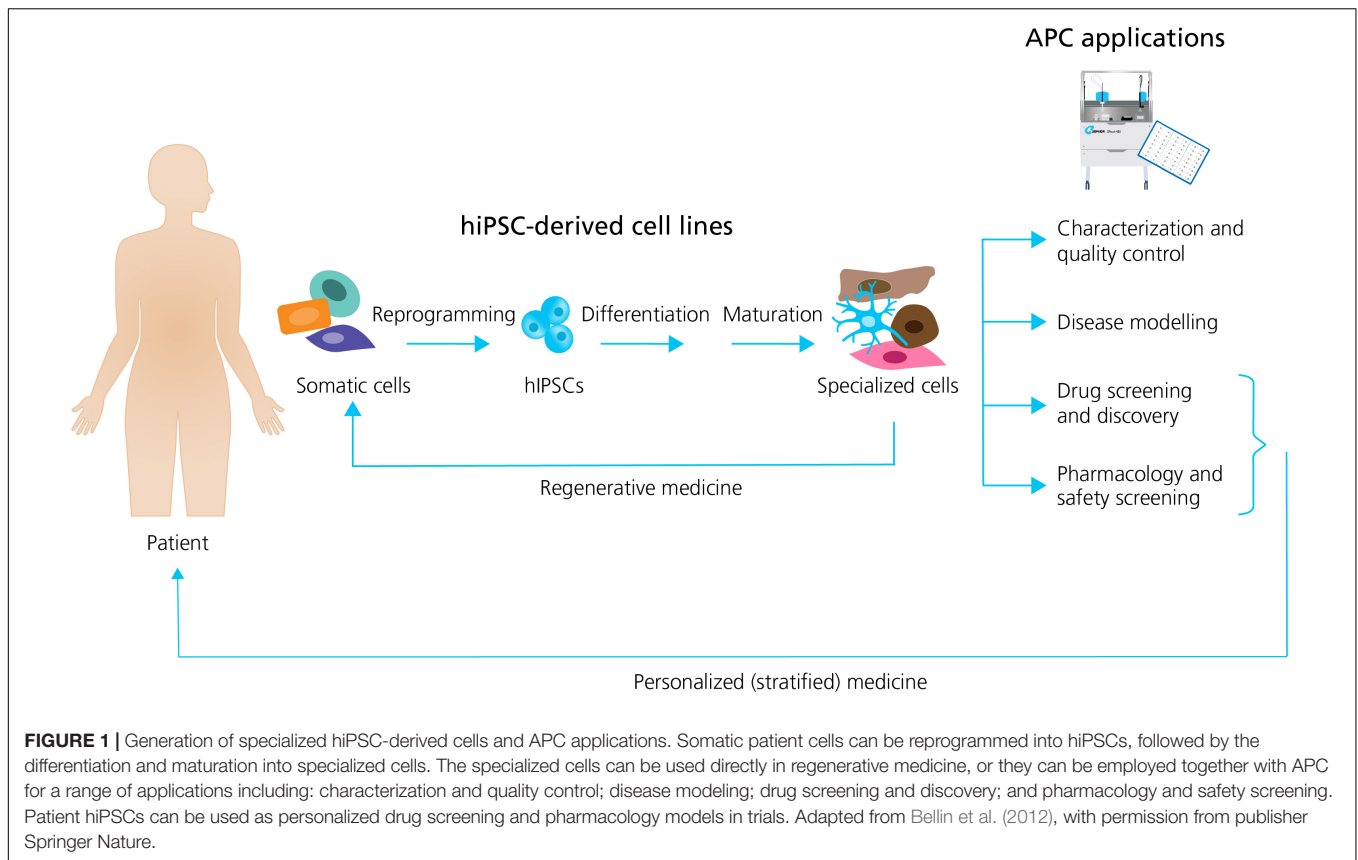 APC applications
hiPSC-derived cell lines
Reprogramming
Differentiation
Maturation
Somatic cells
hIPSCs
Specialized cells
Regenerative medicine
Characterization and
quality control
Disease modelling
Drug screening
and discovery
Pharmacology and
safety screening
Patient
Personalized (stratified) medicine
FIGURE 1 | Generation of specialized hiPSC-derived cells and APC applications. Somatic patient cells can be reprogrammed into hiPSCs, followed by the
differentiation and maturation into specialized cells. The specialized cells can be used directly in regenerative medicine, or they can be employed together with APC
for a range of applications including: characterization and quality control; disease modeling; drug screening and discovery; and pharmacology and safety screening.
Patient hiPSCs can be used as personalized drug screening and pharmacology models in trials. Adapted from Bellin et al. (2012), with permission from publisher
Springer Nature.